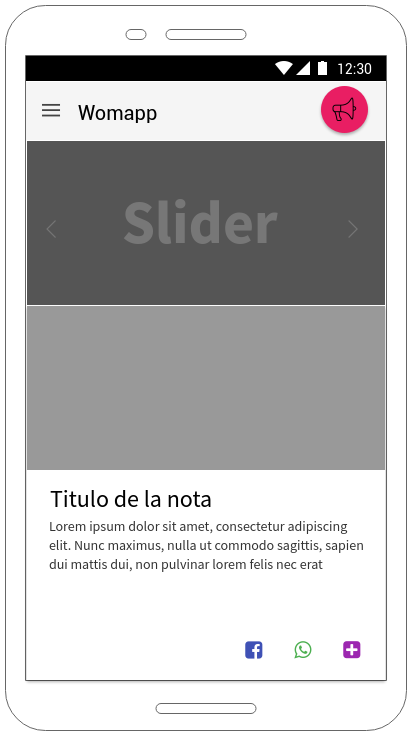 12:30
Womapp
Slider
Titulo de la nota
Lorem ipsum dolor sit amet, consectetur adipiscing
elit. Nunc maximus, nulla ut commodo sagittis, sapien
dui mattis dui, non pulvinar lorem felis nec erat